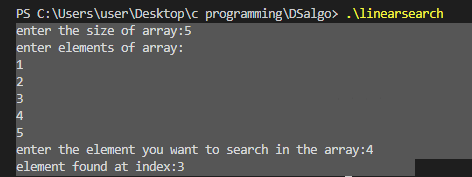 PS C:\Users\user\Desktop\c programming\DSalgo> .\linearsearch
enter the size of array:5
enter elements of array:
1
2
3
4
5
enter the element you want to search in the array:4
element found at index:3